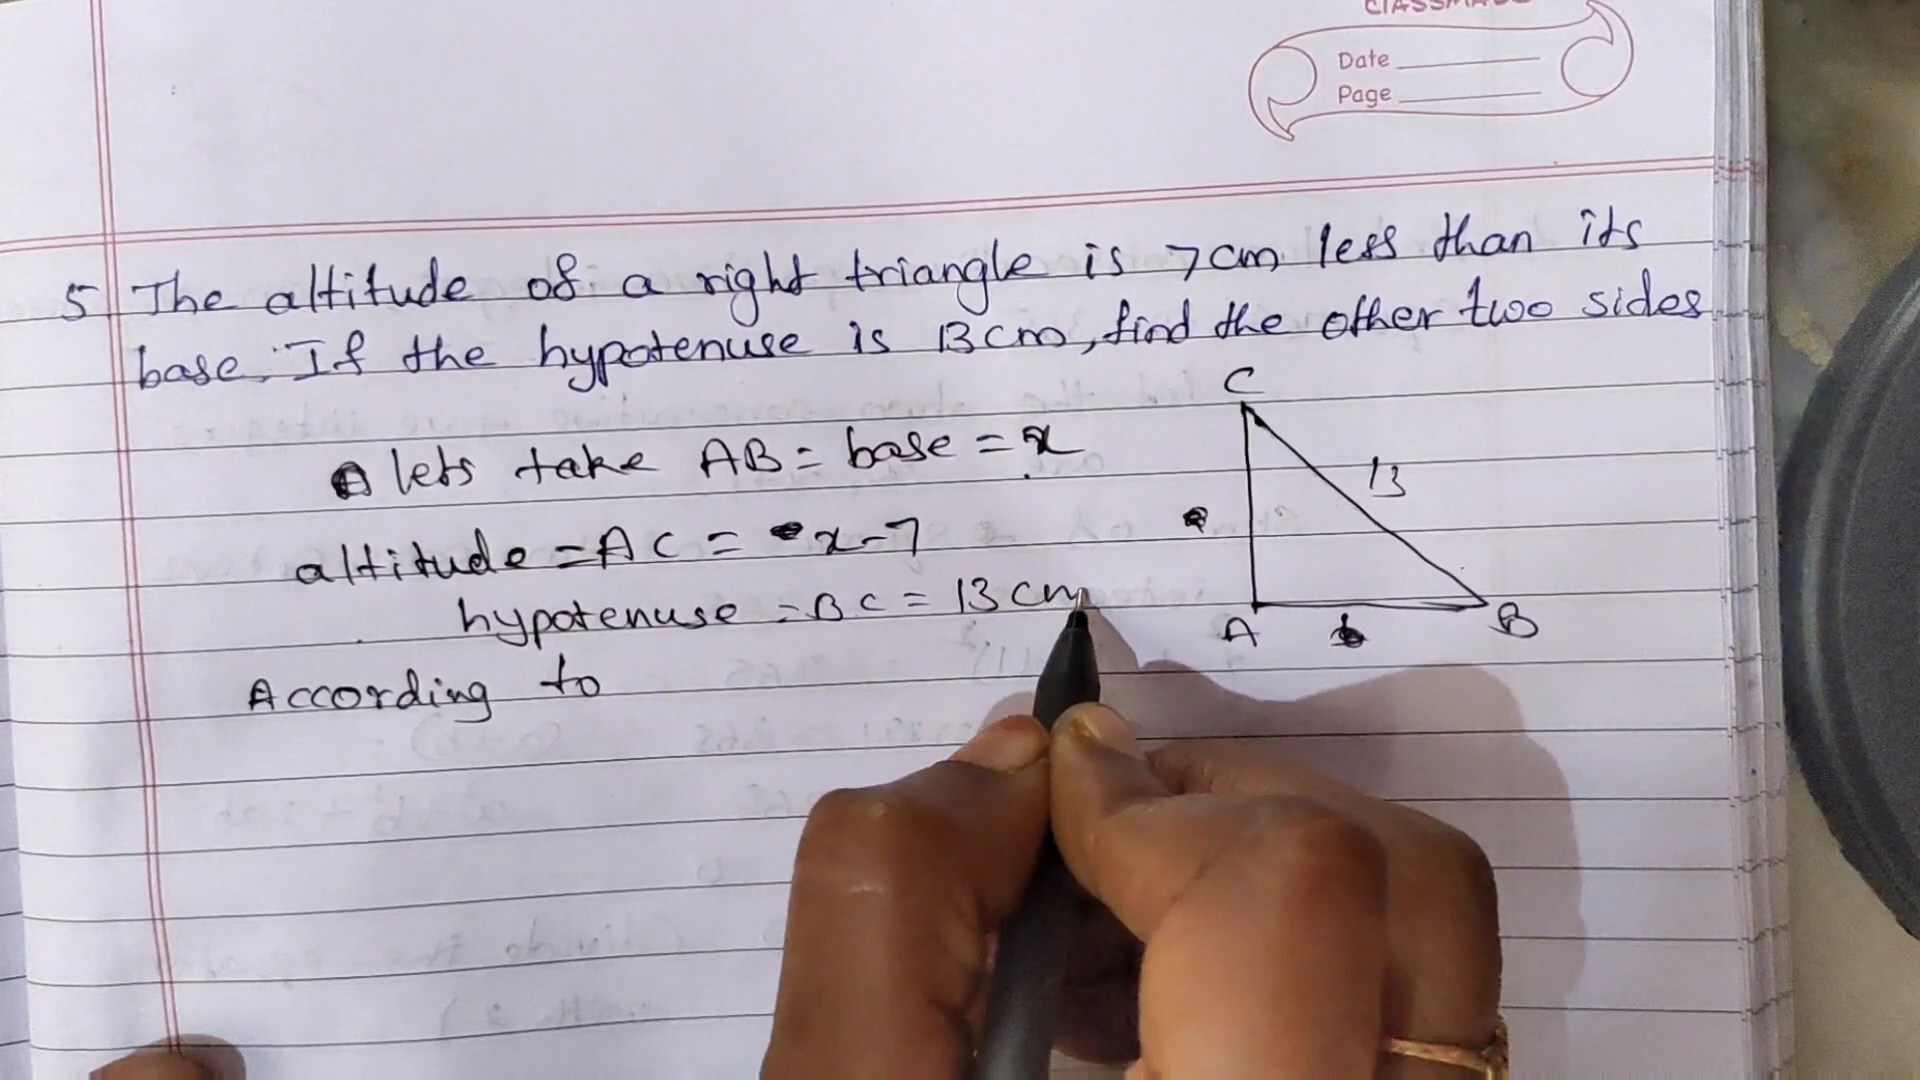 Date
Page
5 The altitude of a right triangle is 7cm less than its
base. If the hypotenuse is 13cm, find the other two sides
C
lets take AB = base = x
13
altitude = AC = x-7
hypotenuse = BC = 13 cm
A B
According to